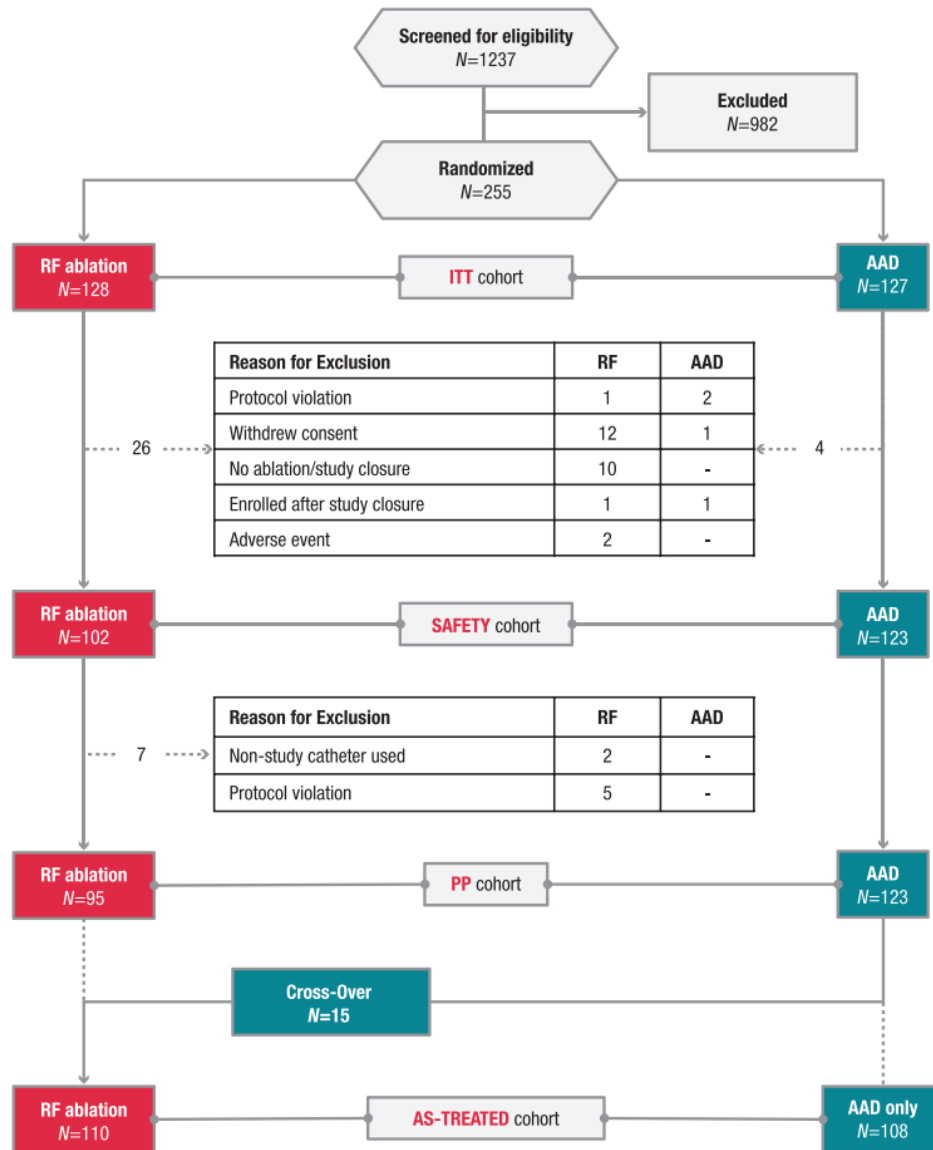 Screened for eligibility
N=1237
Excluded
N=982
Randomized
N=255
RF ablation
N=128
ITT cohort
AAD
N=127
Reason for Exclusion RF AAD
Protocol violation 1 2
Withdrew consent 12 1
No ablation/study closure 10 -
Enrolled after study closure 1 1
Adverse event 2 -
26
4
RF ablation
N=102
SAFETY cohort
AAD
N=123
Reason for Exclusion RF AAD
Non-study catheter used 2 -
Protocol violation 5 -
7
RF ablation
N=95
PP cohort
AAD
N=123
Cross-Over
N=15
RF ablation
N=110
AS-TREATED cohort
AAD only
N=108